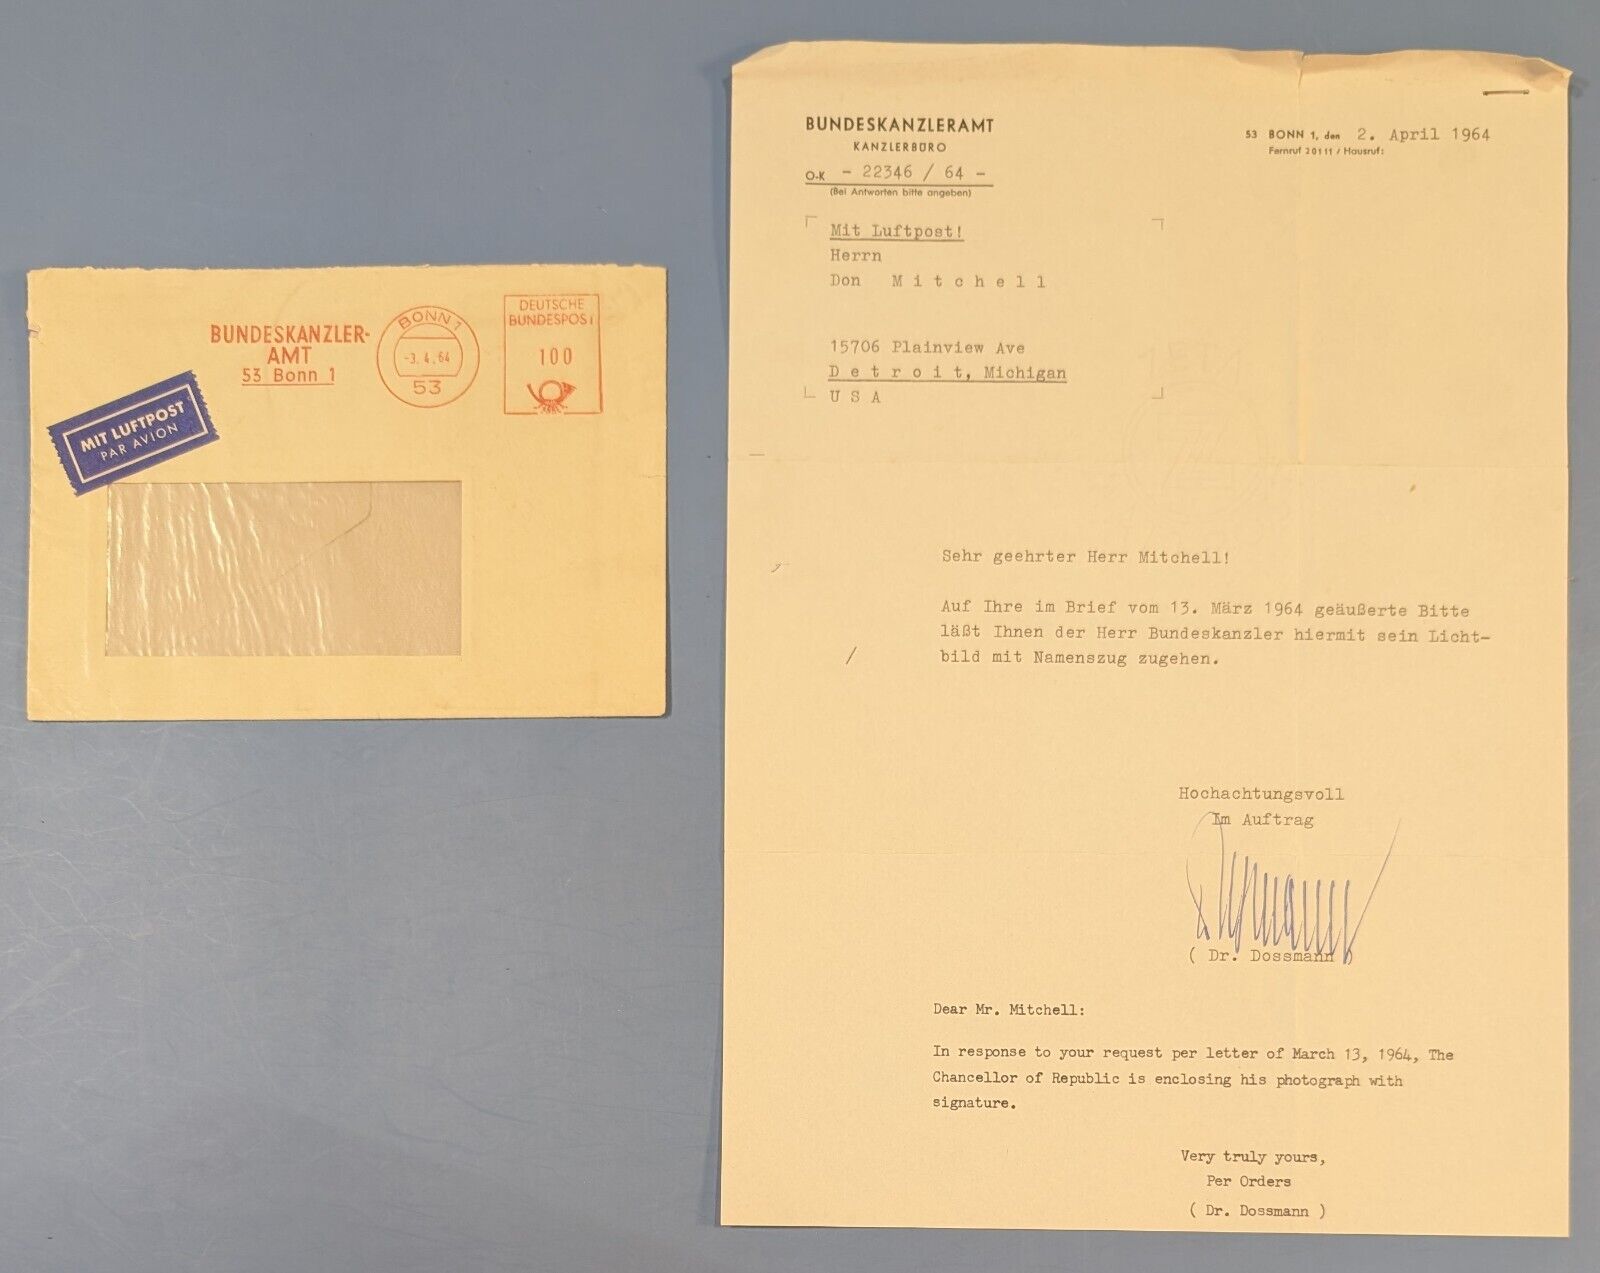 BUNDESKANZLER-
AMT
53 Bonn 1
BONN 1
-3.4.64
53
DEUTSCHE
BUNDESPOST
100
MIT LUFTPOST
PAR AVION
BUNDESKANZLERAMT
KANZLERBÜRO
O-K - 22346 / 64 -
(Bei Antworten bitte angeben)
53 BONN 1, den 2. April 1964
Fernruf 20111 / Hausruf:
Mit Luftpost!
Herrn
Don M i t c h e l l
15706 Plainview Ave
D e t r o i t, Michigan
U S A
Sehr geehrter Herr Mitchell!
Auf Ihre im Brief vom 13. März 1964 geäußerte Bitte
läßt Ihnen der Herr Bundeskanzler hiermit sein Licht-
bild mit Namenszug zugehen.
/
Hochachtungsvoll
Im Auftrag
( Dr. Dossmann )
Dear Mr. Mitchell:
In response to your request per letter of March 13, 1964, The
Chancellor of Republic is enclosing his photograph with
signature.
Very truly yours,
Per Orders
( Dr. Dossmann )